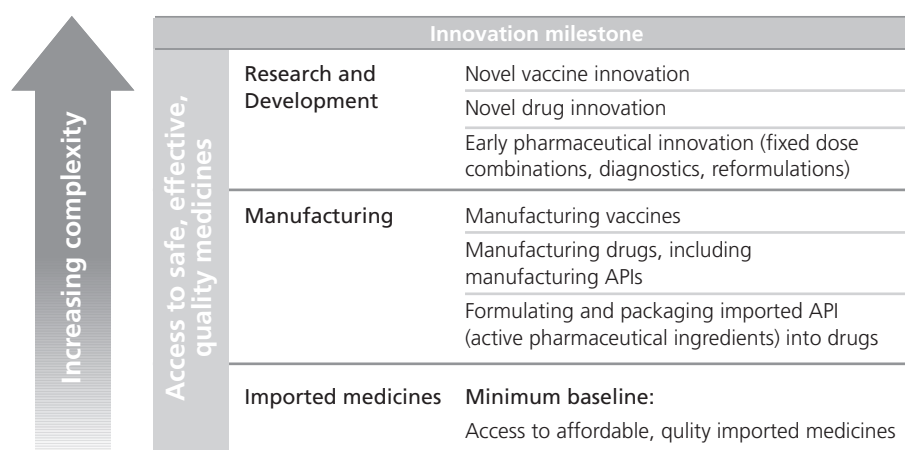 Increasing complexity
Innovation milestone
Access to safe, effective,
quality medicines
Research and
Development
Novel vaccine innovation
Novel drug innovation
Early pharmaceutical innovation (fixed dose
combinations, diagnostics, reformulations)
Manufacturing
Manufacturing vaccines
Manufacturing drugs, including
manufacturing APIs
Formulating and packaging imported API
(active pharmaceutical ingredients) into drugs
Imported medicines
Minimum baseline:
Access to affordable, qulity imported medicines